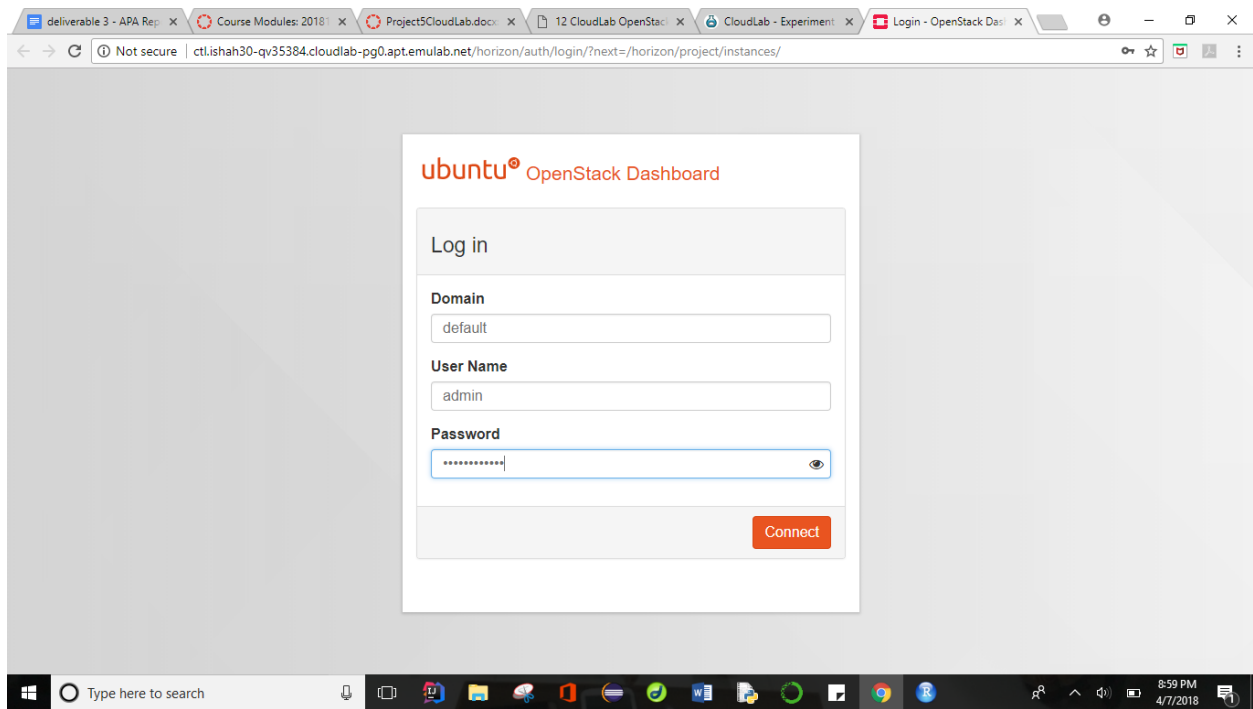 deliverable 3 - APA Rep
Course Modules: 20181
Project5CloudLab.docx
12 CloudLab OpenStack
CloudLab - Experiment
Login - OpenStack Das
Not secure | ctl.ishah30-qv35384.cloudlab-pg0.apt.emulab.net/horizon/auth/login/?next=/horizon/project/instances/
ubuntu OpenStack Dashboard
Log in
Domain
default
User Name
admin
Password
Connect
Type here to search
8:59 PM
4/7/2018